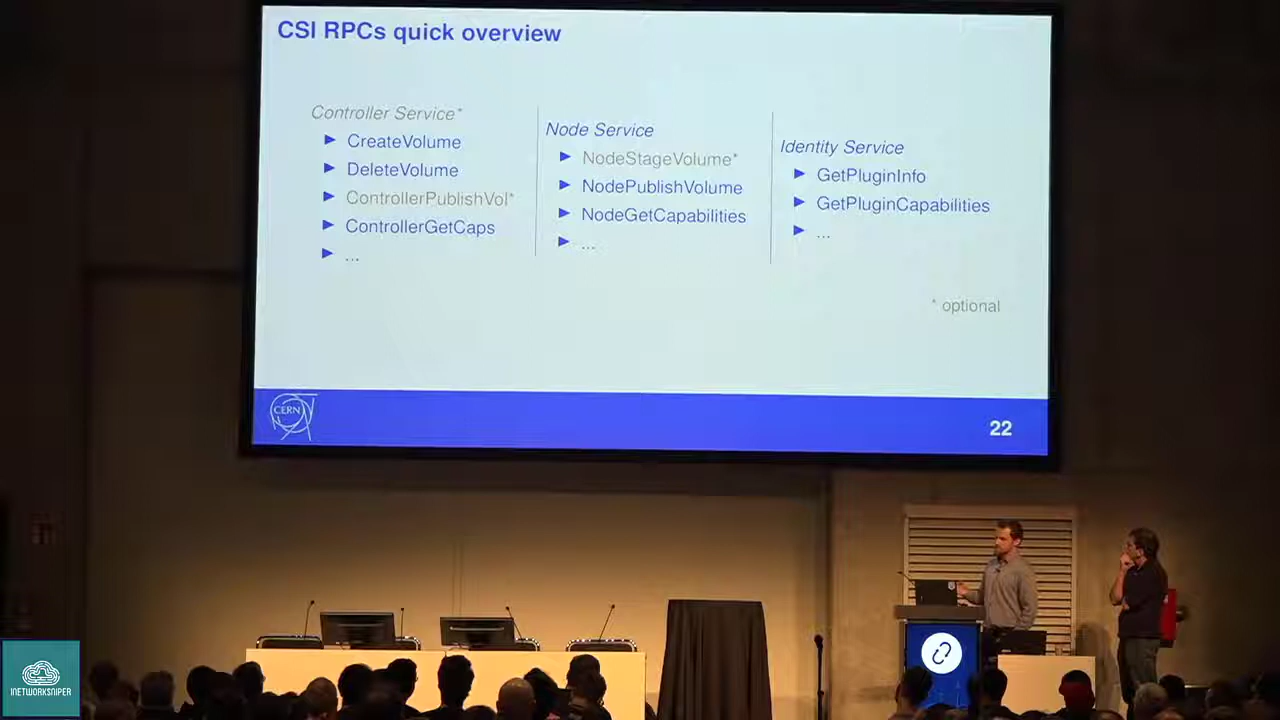 CSI RPCs quick overview
Controller Service*
CreateVolume
DeleteVolume
ControllerPublishVol*
ControllerGetCaps
...
Node Service
NodeStageVolume*
NodePublishVolume
NodeGetCapabilities
...
Identity Service
GetPluginInfo
GetPluginCapabilities
...
* optional
CERN
22
INETWORKSNIPER